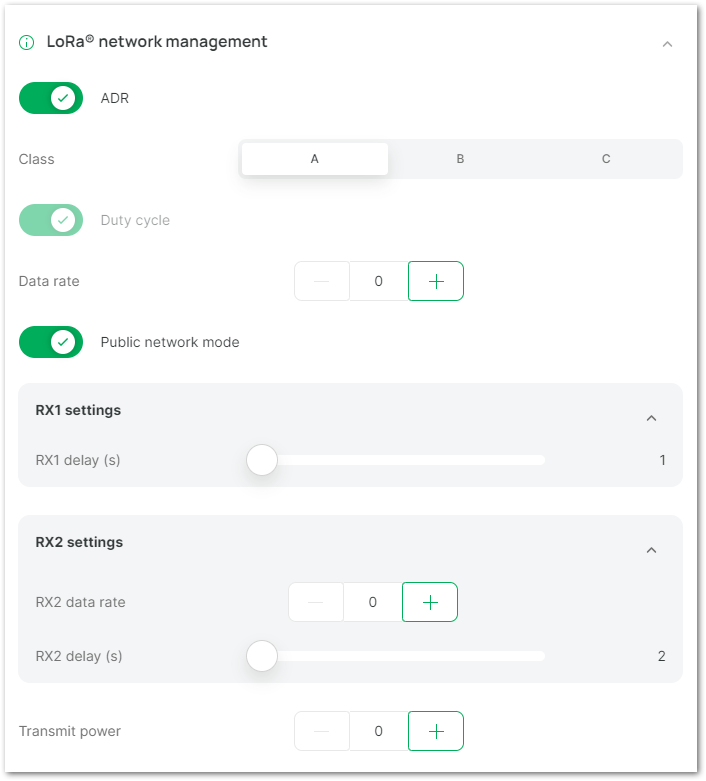 LoRa® network management
ADR
Class A B C
Duty cycle
Data rate 0
Public network mode
RX1 settings
RX1 delay (s) 1
RX2 settings
RX2 data rate 0
RX2 delay (s) 2
Transmit power 0